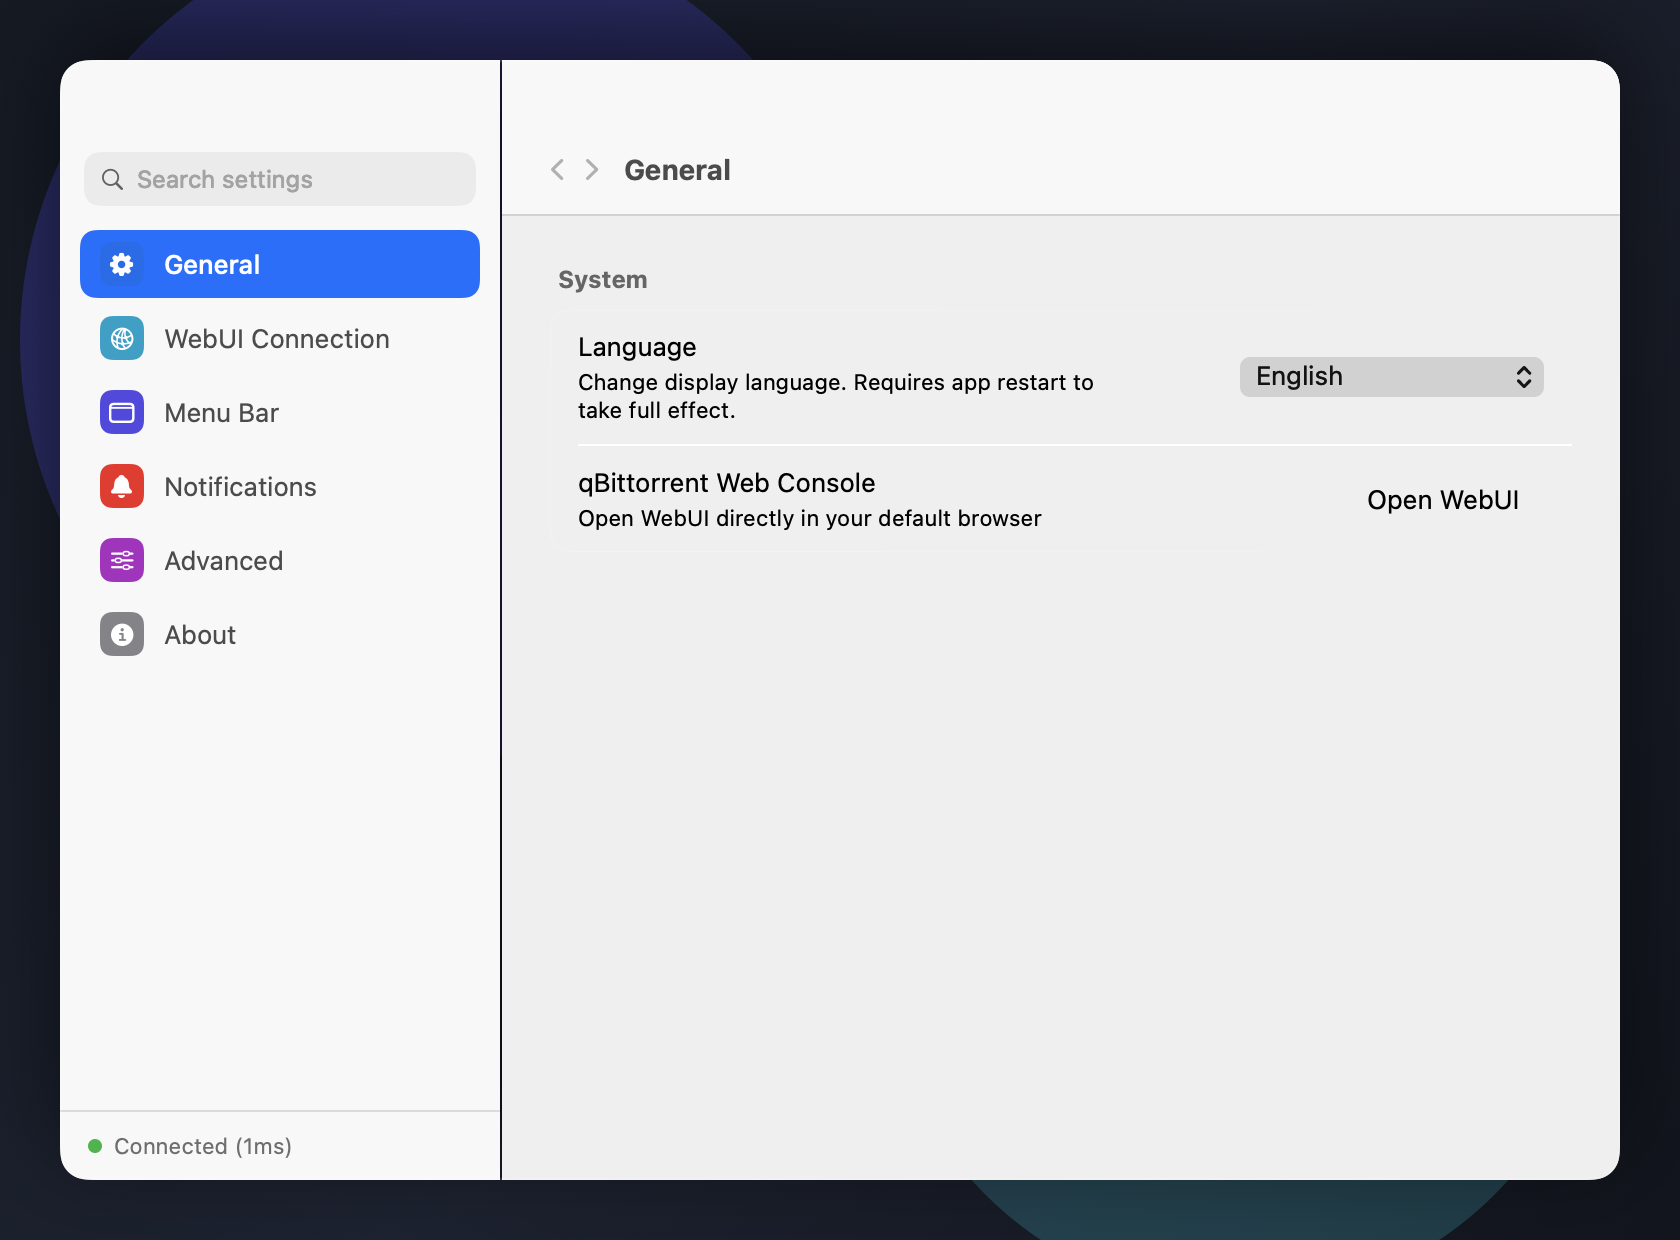 Search settings
General
WebUI Connection
Menu Bar
Notifications
Advanced
About
Connected (1ms)
General
System
Language
Change display language. Requires app restart to
take full effect.
English
qBittorrent Web Console
Open WebUI directly in your default browser
Open WebUI